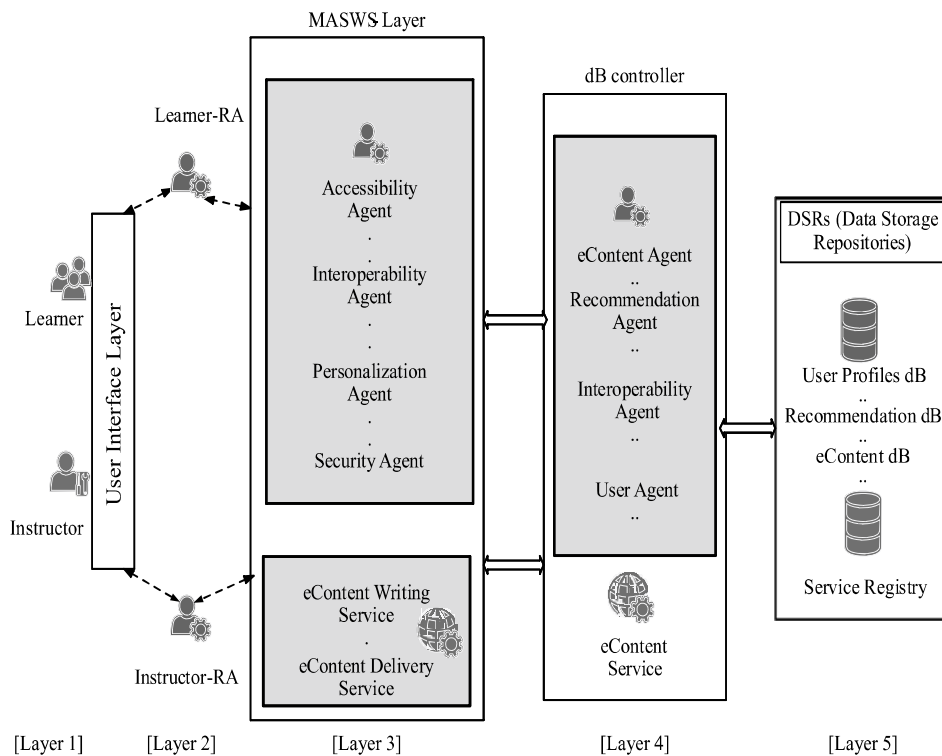 MASWS-Layer
Learner-RA
Learner
Instructor
User Interface Layer
Instructor-RA
Accessibility
Agent
.
.
Interoperability
Agent
.
.
Personalization
Agent
.
.
Security Agent
eContent Writing
Service
.
eContent Delivery
Service
dB controller
eContent Agent
..
Recommendation
Agent
..
Interoperability
Agent
..
User Agent
..
eContent
Service
DSRs (Data Storage
Repositories)
User Profiles dB
..
Recommendation dB
..
eContent dB
..
Service Registry
[Layer 1]
[Layer 2]
[Layer 3]
[Layer 4]
[Layer 5]